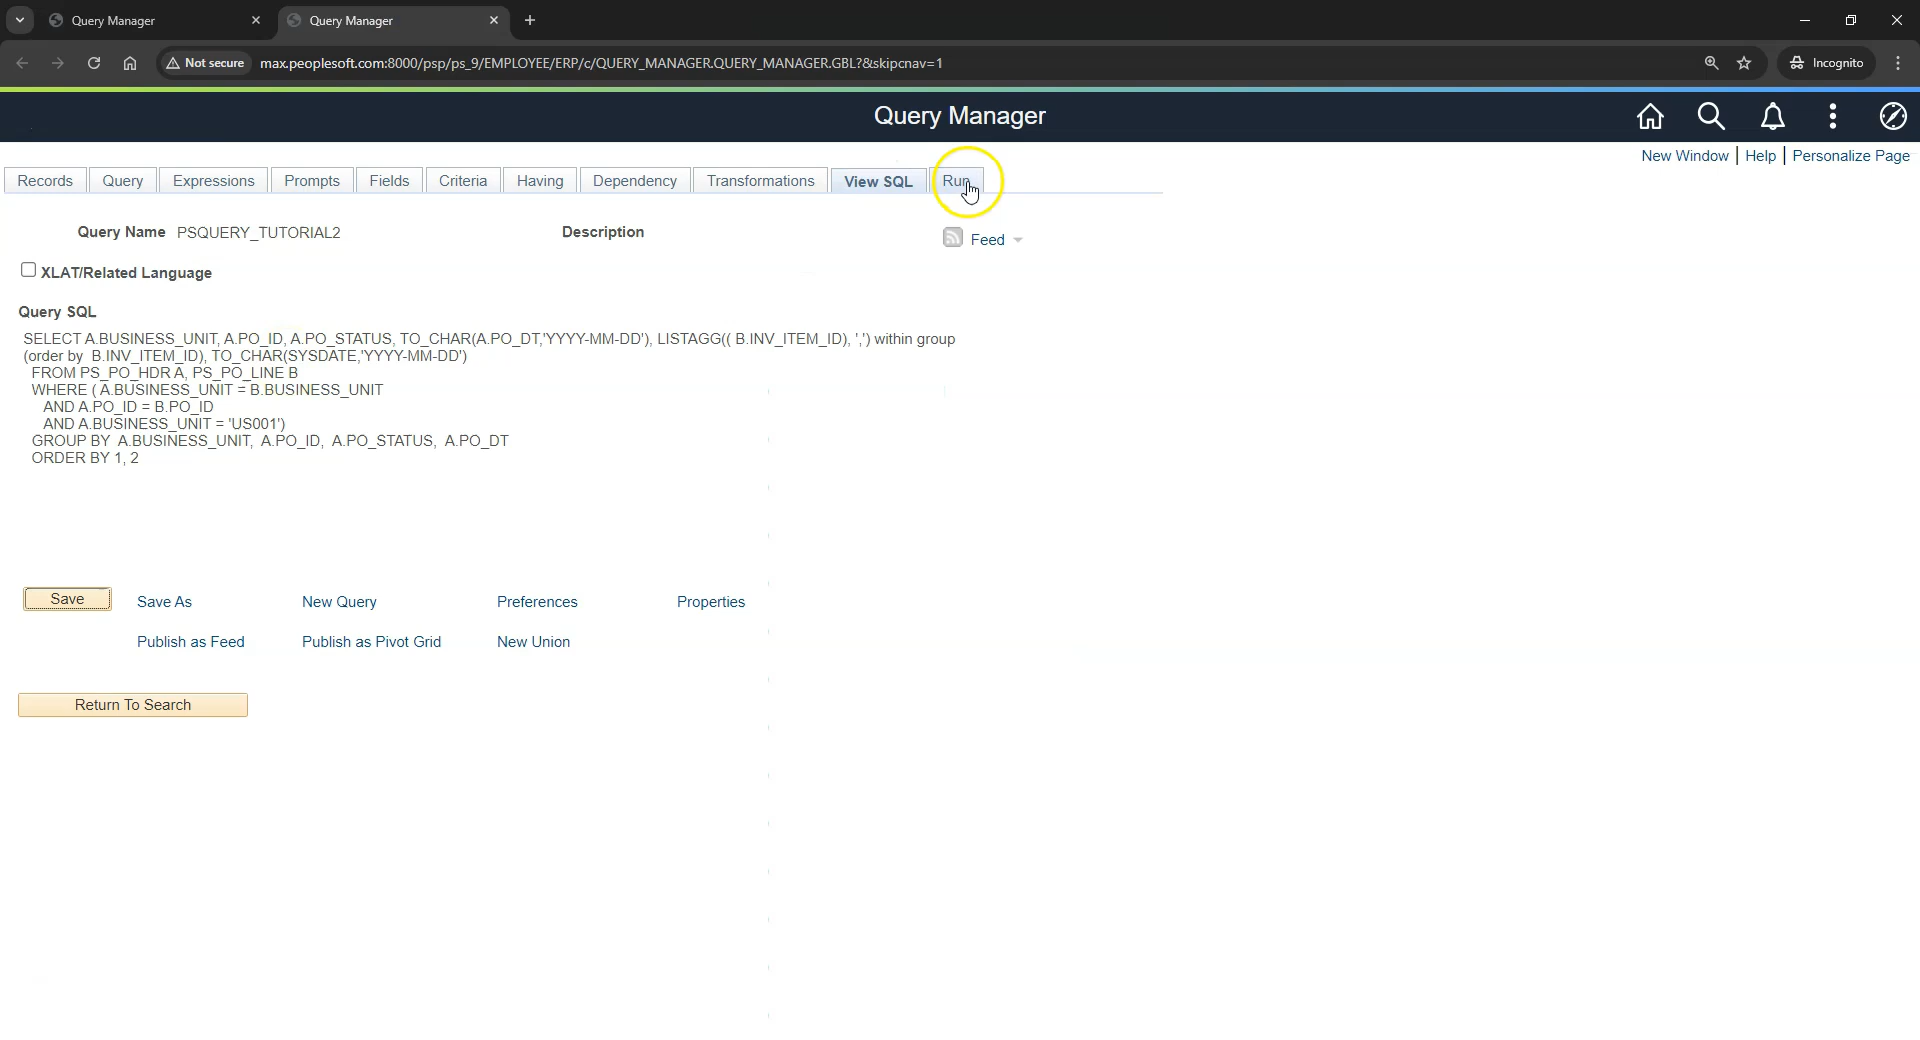 Query Manager
Query Manager
Not secure
max.peoplesoft.com:8000/psp/ps_9/EMPLOYEE/ERP/c/QUERY_MANAGER.QUERY_MANAGER.GBL?&skipcnav=1
Incognito
Query Manager
New Window | Help | Personalize Page
Records
Query
Expressions
Prompts
Fields
Criteria
Having
Dependency
Transformations
View SQL
Run
Query Name PSQUERY_TUTORIAL2
Description
Feed
XLAT/Related Language
Query SQL
SELECT A.BUSINESS_UNIT, A.PO_ID, A.PO_STATUS, TO_CHAR(A.PO_DT,'YYYY-MM-DD'), LISTAGG(( B.INV_ITEM_ID), ',') within group
(order by B.INV_ITEM_ID), TO_CHAR(SYSDATE,'YYYY-MM-DD')
FROM PS_PO_HDR A, PS_PO_LINE B
WHERE ( A.BUSINESS_UNIT = B.BUSINESS_UNIT
AND A.PO_ID = B.PO_ID
AND A.BUSINESS_UNIT = 'US001')
GROUP BY A.BUSINESS_UNIT, A.PO_ID, A.PO_STATUS, A.PO_DT
ORDER BY 1, 2
Save
Save As
New Query
Preferences
Properties
Publish as Feed
Publish as Pivot Grid
New Union
Return To Search